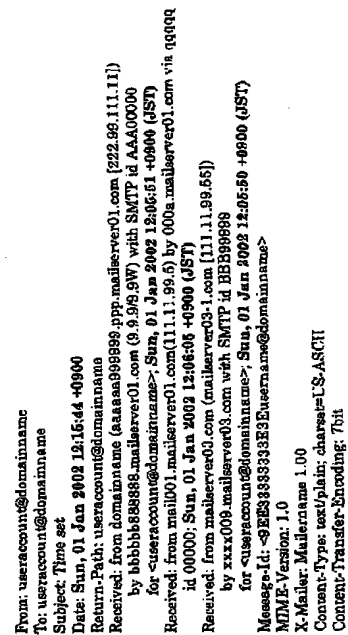 From: useraccount@domainname
To: useraccount@domainname
Subject: Time set
Date: Sun, 01 Jan 2002 12:15:44 +0900
Return-Path: useraccount@domainname
Received: from domainname (aaaaaa999999.ppp.mailserver01.com [222.99.111.11])
by bbbbbb888888.mailserver01.com (9.9.9/9.9W) with SMTP id AAA00000
for <useraccount@domainname>; Sun, 01 Jan 2002 12:05:51 +0900 (JST)
Received: from mail001.mailserver01.com(111.11.99.5) by 000a.mailserver01.com via qqqqq
id 00000; Sun, 01 Jan 2002 12:06:05 +0900 (JST)
Received: from mailserver03.com (mailserver03-1.com [111.11.99.55])
by xxxx009.mailserver03.com with SMTP id BBB99999
for <useraccount@domainname>; Sun, 01 Jan 2002 12:05:50 +0900 (JST)
Message-Id: <9EE33333333E3Eusername@domainname>
MIME-Version: 1.0
X-Mailer: Mailername 1.00
Content-Type: text/plain; charset=US-ASCII
Content-Transfer-Encoding: 7bit